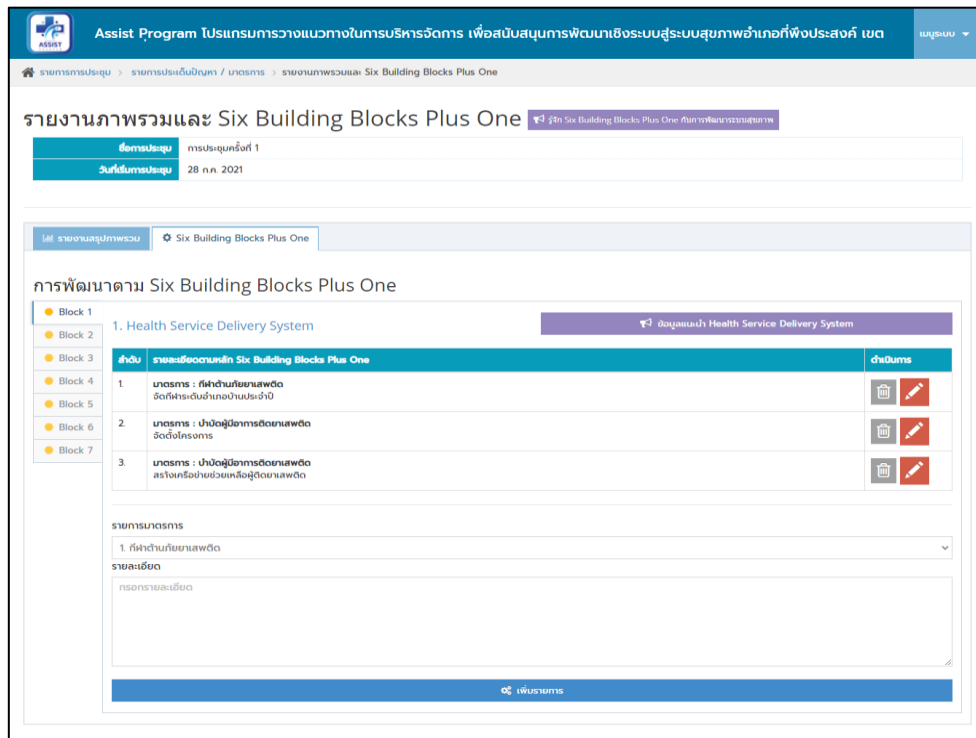 ASSIST
Assist Program โปรแกรมการวางแนวทางในการบริหารจัดการ เพื่อสนับสนุนการพัฒนาเชิงระบบสู่ระบบสุขภาพอำเภอที่พึงประสงค์ เขต
เมนูระบบ
รายการการประชุม > รายการประเด็นปัญหา / มาตรการ > รายงานภาพรวมและ Six Building Blocks Plus One
รายงานภาพรวมและ Six Building Blocks Plus One
รู้จัก Six Building Blocks Plus One กับการพัฒนาระบบสุขภาพ
ชื่อการประชุม การประชุมครั้งที่ 1
วันที่เริ่มการประชุม 28 ก.ค. 2021
รายงานสรุปภาพรวม
Six Building Blocks Plus One
การพัฒนาตาม Six Building Blocks Plus One
Block 1
Block 2
Block 3
Block 4
Block 5
Block 6
Block 7
1. Health Service Delivery System
ข้อมูลแนะนำ Health Service Delivery System
ลำดับ รายละเอียดตามหลัก Six Building Blocks Plus One ดำเนินการ
1. มาตรการ : กีฬาต้านภัยยาเสพติด
จัดกีฬาระดับอำเภอบ้านประจำปี
2. มาตรการ : บำบัดผู้มีอาการติดยาเสพติด
จัดตั้งโครงการ
3. มาตรการ : บำบัดผู้มีอาการติดยาเสพติด
สร้างเครือข่ายช่วยเหลือผู้ติดยาเสพติด
รายการมาตรการ
1. กีฬาต้านภัยยาเสพติด
รายละเอียด
กรอกรายละเอียด
เพิ่มรายการ